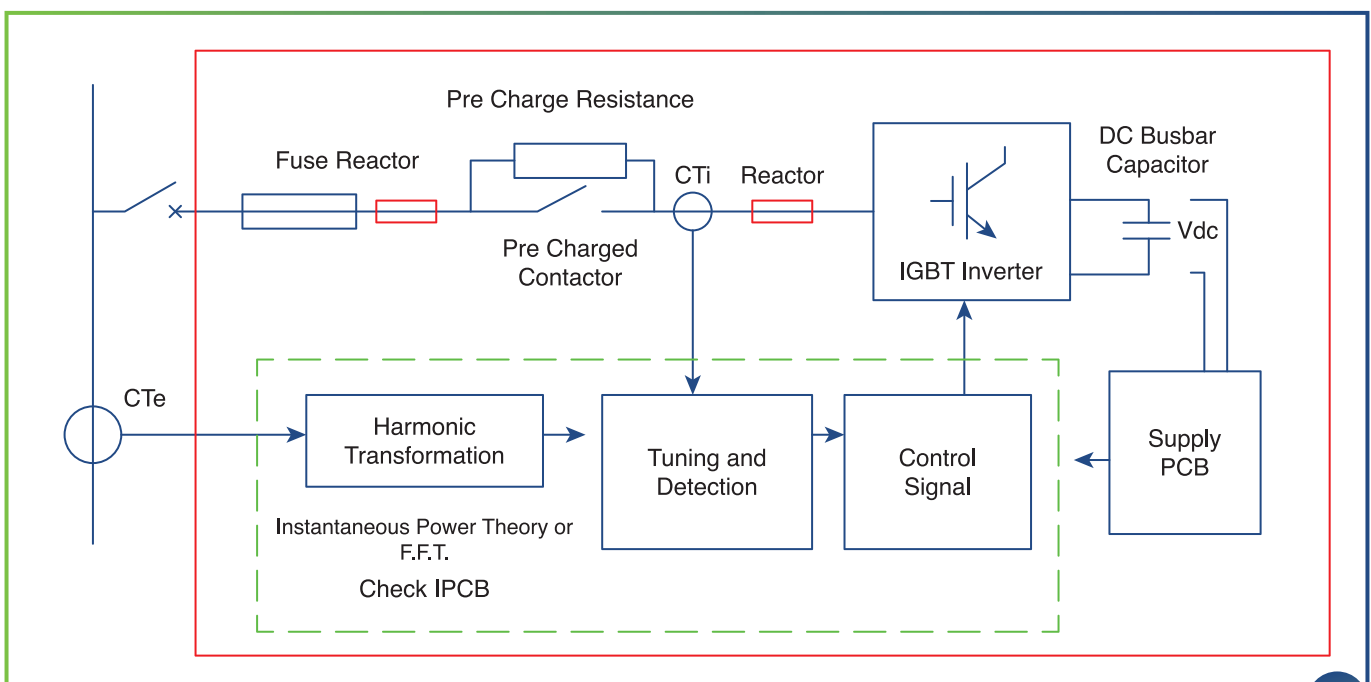 Pre Charge Resistance
Fuse Reactor
CTi
Reactor
DC Busbar
Capacitor
Vdc
Pre Charged
Contactor
IGBT Inverter
CTe
Harmonic
Transformation
Tuning and
Detection
Control
Signal
Supply
PCB
Instantaneous Power Theory or
F.F.T.
Check IPCB